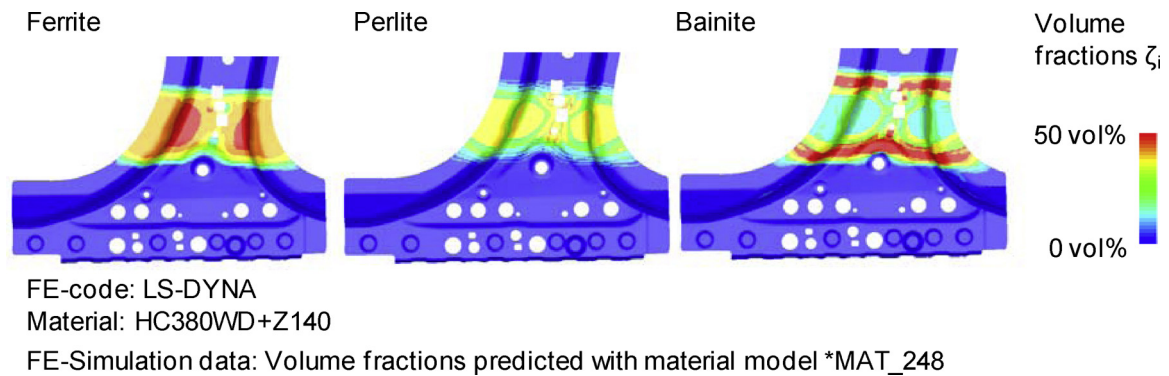 Ferrite
Perlite
Bainite
Volume
fractions ζi
50 vol%
0 vol%
FE-code: LS-DYNA
Material: HC380WD+Z140
FE-Simulation data: Volume fractions predicted with material model *MAT_248